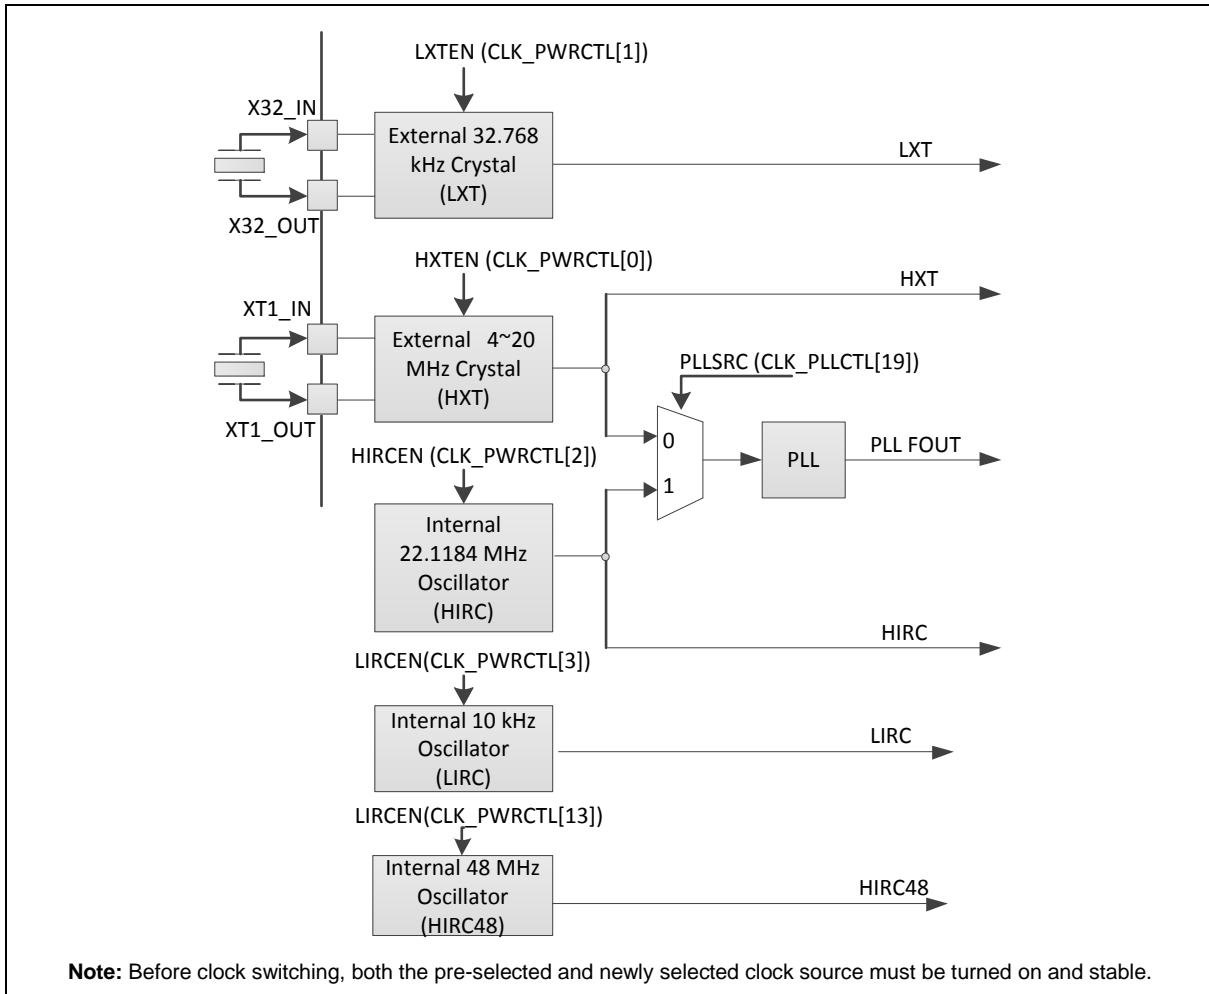 LXTEN (CLK_PWRCTL[1])
X32_IN
External 32.768
kHz Crystal
(LXT)
LXT
X32_OUT
HXTEN (CLK_PWRCTL[0])
HXT
XT1_IN
External 4~20
MHz Crystal
(HXT)
PLLSRC (CLK_PLLCTL[19])
XT1_OUT
0
PLL
PLL FOUT
HIRCEN (CLK_PWRCTL[2])
1
Internal
22.1184 MHz
Oscillator
(HIRC)
HIRC
LIRCEN(CLK_PWRCTL[3])
Internal 10 kHz
Oscillator
(LIRC)
LIRC
LIRCEN(CLK_PWRCTL[13])
Internal 48 MHz
Oscillator
(HIRC48)
HIRC48
Note: Before clock switching, both the pre-selected and newly selected clock source must be turned on and stable.